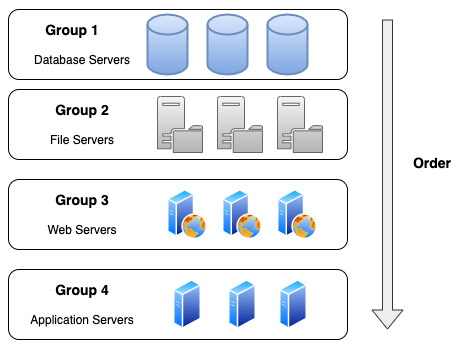 Group 1
Database Servers
Group 2
File Servers
Order
Group 3
Web Servers
Group 4
Application Servers